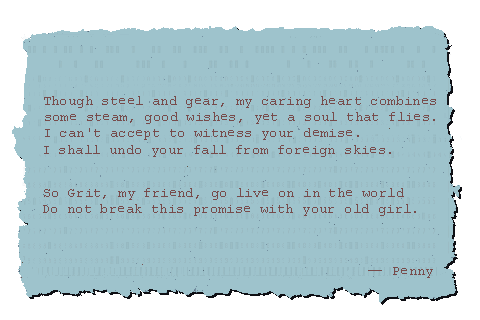 Though steel and gear, my caring heart combines
some steam, good wishes, yet a soul that flies.
I can't accept to witness your demise.
I shall undo your fall from foreign skies.
So Grit, my friend, go live on in the world
Do not break this promise with your old girl.
— Penny